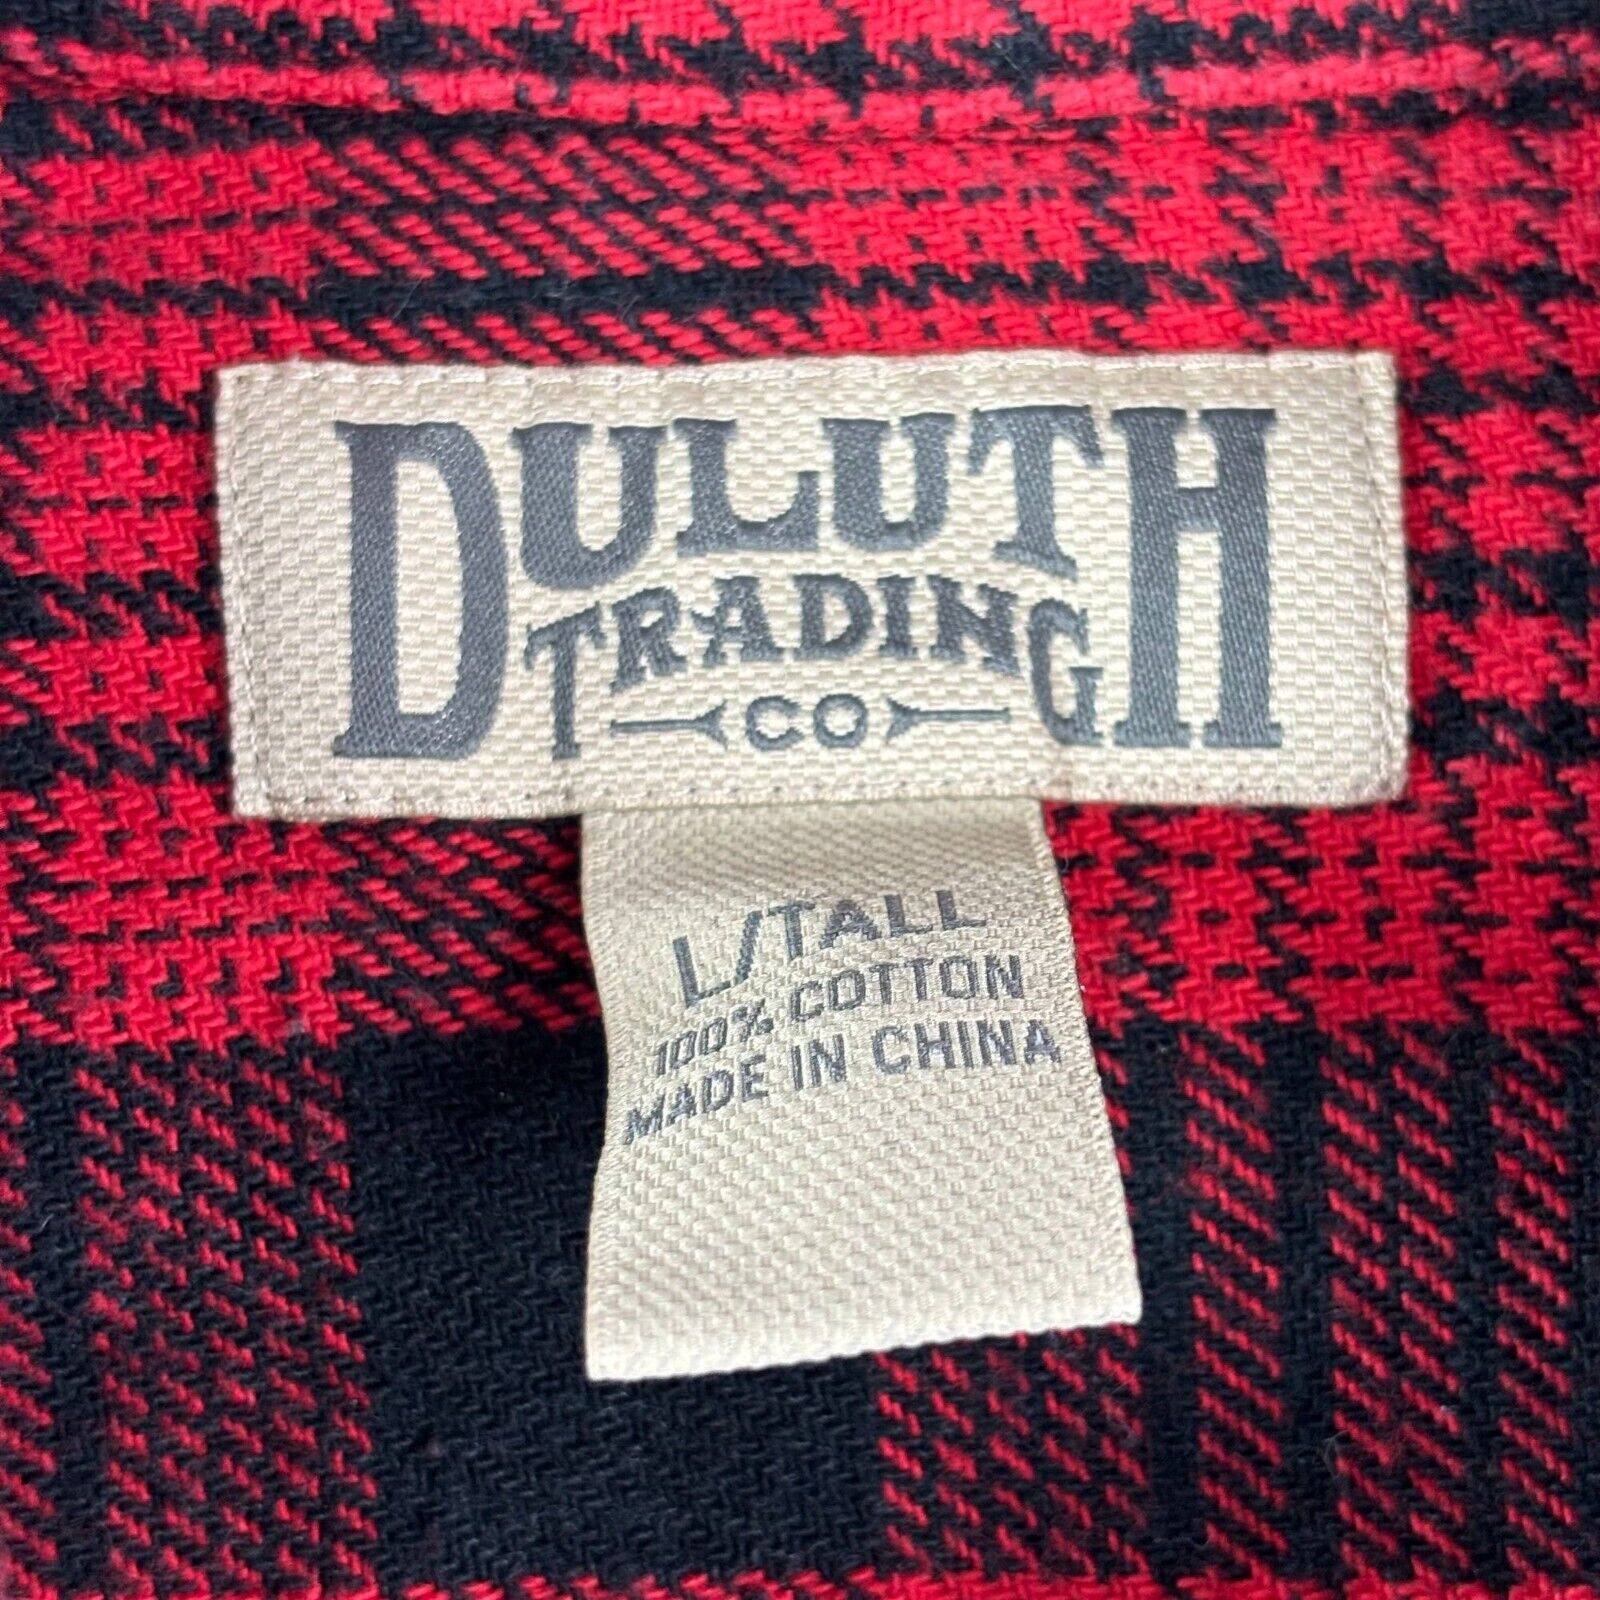 DULUTH
TRADING
CO
L/TALL
100% COTTON
MADE IN CHINA